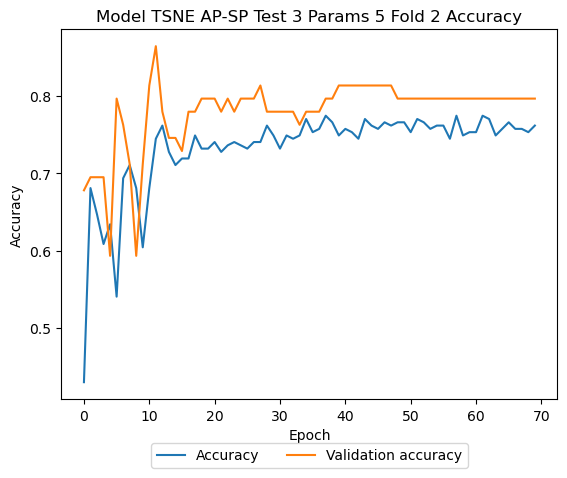 Model TSNE AP-SP Test 3 Params 5 Fold 2 Accuracy
Accuracy
0.8
0.7
0.6
0.5
0 10 20 30 40 50 60 70
Epoch
Accuracy Validation accuracy